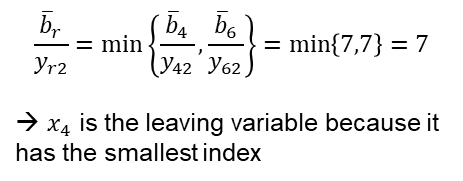 b̄ᵣ/yᵣ₂ = min {b̄₄/y₄₂, b̄₆/y₆₂} = min{7,7} = 7
→ x₄ is the leaving variable because it
has the smallest index